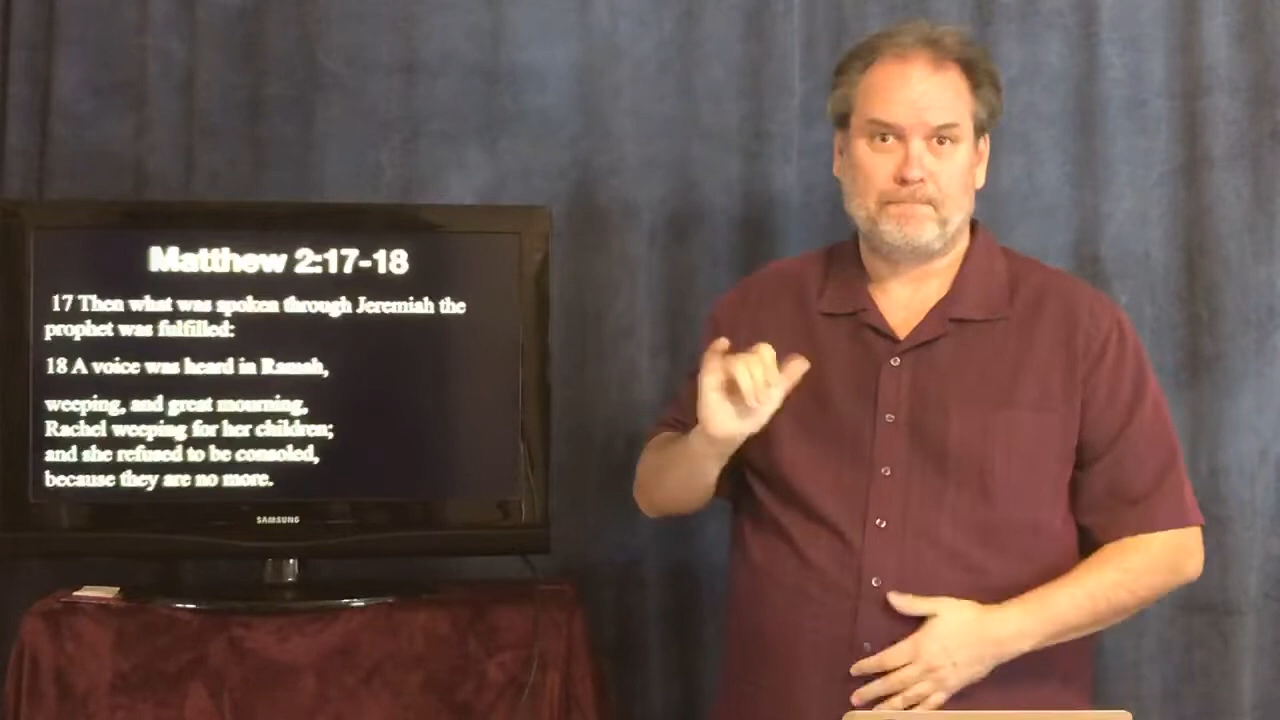 Matthew 2:17-18
17 Then what was spoken through Jeremiah the
prophet was fulfilled:
18 A voice was heard in Ramah,
weeping, and great mourning,
Rachel weeping for her children;
and she refused to be consoled,
because they are no more.
SAMSUNG